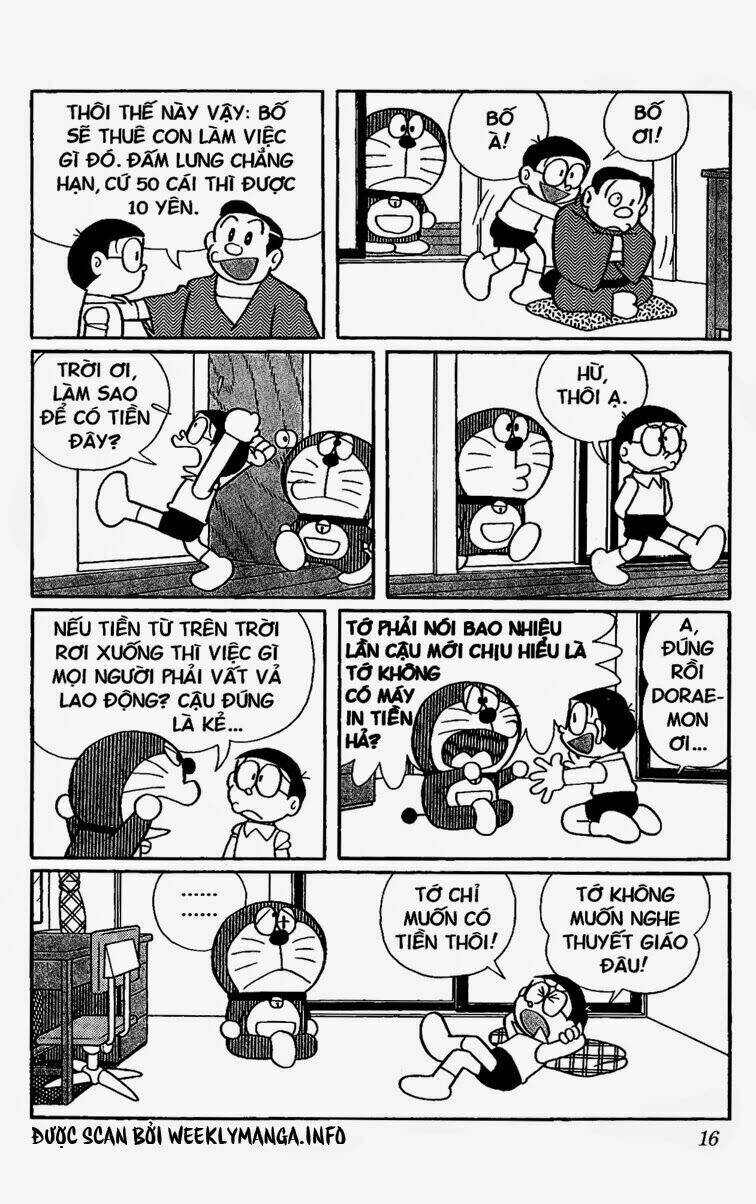 BỐ
ƠI!
BỐ
À!
THÔI THẾ NÀY VẬY: BỐ
SẼ THUÊ CON LÀM VIỆC
GÌ ĐÓ. ĐẤM LƯNG CHẲNG
HẠN, CỨ 50 CÁI THÌ ĐƯỢC
10 YÊN.
HỪ,
THÔI Ạ.
TRỜI ƠI,
LÀM SAO
ĐỂ CÓ TIỀN
ĐÂY?
A,
ĐÚNG
RỒI
DORAE-
MON
ƠI...
TỚ PHẢI NÓI BAO NHIÊU
LẦN CẬU MỚI CHỊU HIỂU LÀ
TỚ KHÔNG
CÓ MÁY
IN TIỀN
HẢ?
NẾU TIỀN TỪ TRÊN TRỜI
RƠI XUỐNG THÌ VIỆC GÌ
MỌI NGƯỜI PHẢI VẤT VẢ
LAO ĐỘNG? CẬU ĐÚNG
LÀ KẺ...
TỚ KHÔNG
MUỐN NGHE
THUYẾT GIÁO
ĐÂU!
TỚ CHỈ
MUỐN CÓ
TIỀN THÔI!
......
......
ĐƯỢC SCAN BỞI WEEKLYMANGA.INFO
16